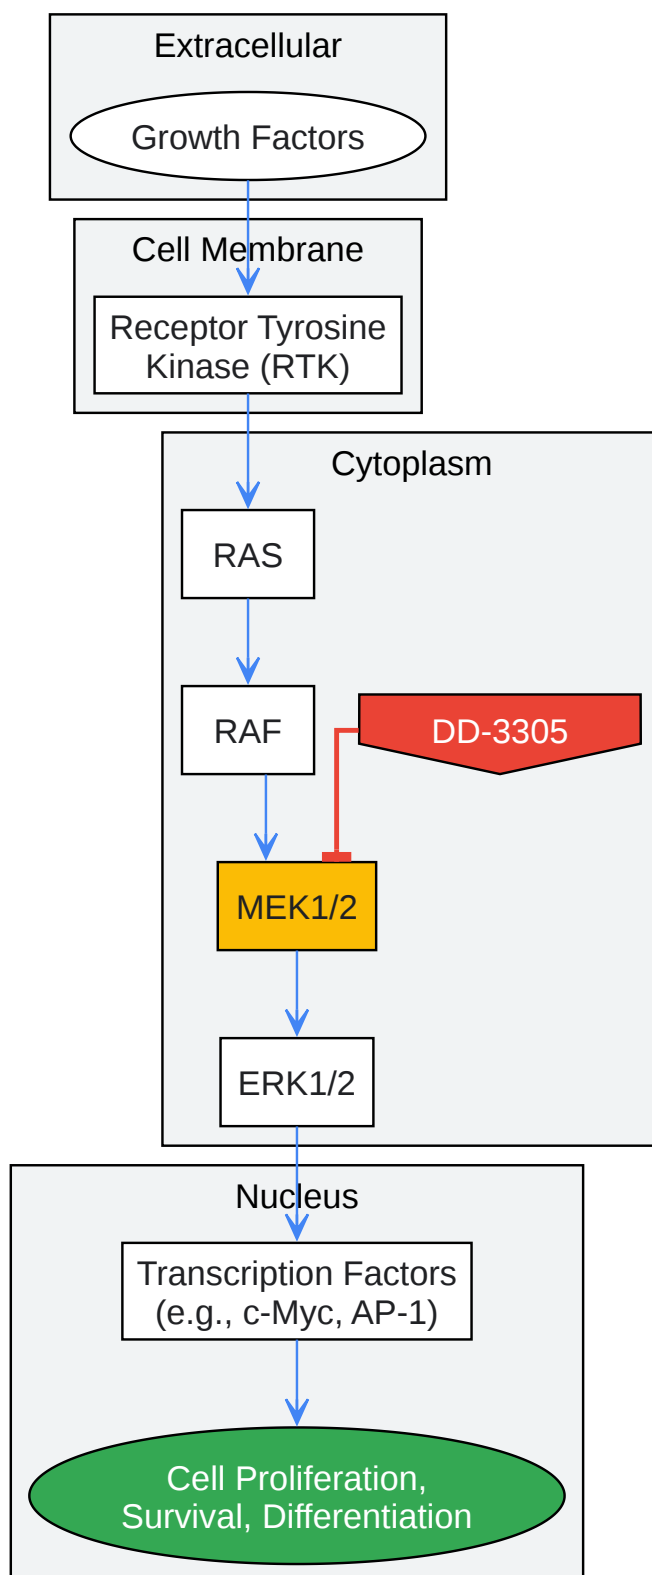 Extracellular
Growth Factors
Cell Membrane
Receptor Tyrosine
Kinase (RTK)
Cytoplasm
RAS
RAF
DD-3305
MEK1/2
ERK1/2
Nucleus
Transcription Factors
(e.g., c-Myc, AP-1)
Cell Proliferation,
Survival, Differentiation